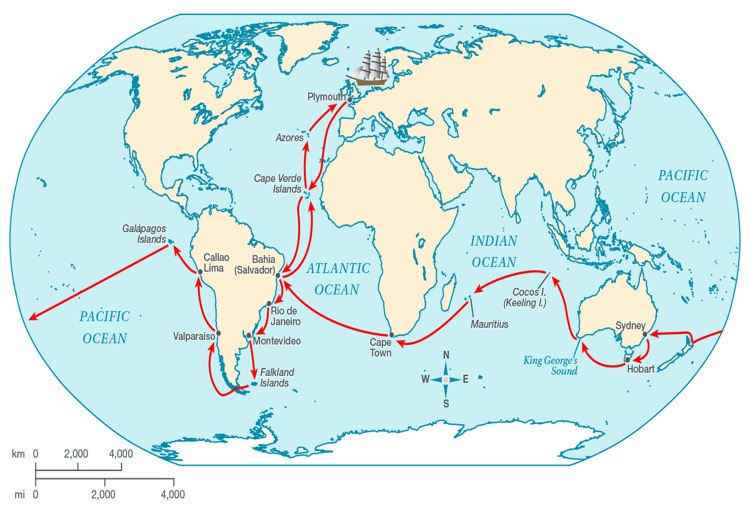 Plymouth
Azores
Cape Verde
Islands
PACIFIC
OCEAN
Galápagos
Islands
Callao
Lima
Bahia
(Salvador)
ATLANTIC
OCEAN
INDIAN
OCEAN
Cocos I.
(Keeling I.)
Mauritius
PACIFIC
OCEAN
Rio de
Janeiro
Valparaíso
Montevideo
Cape
Town
Sydney
King George's
Sound
Hobart
Falkland
Islands
N
W
E
S
km 0 2,000 4,000
mi 0 2,000 4,000